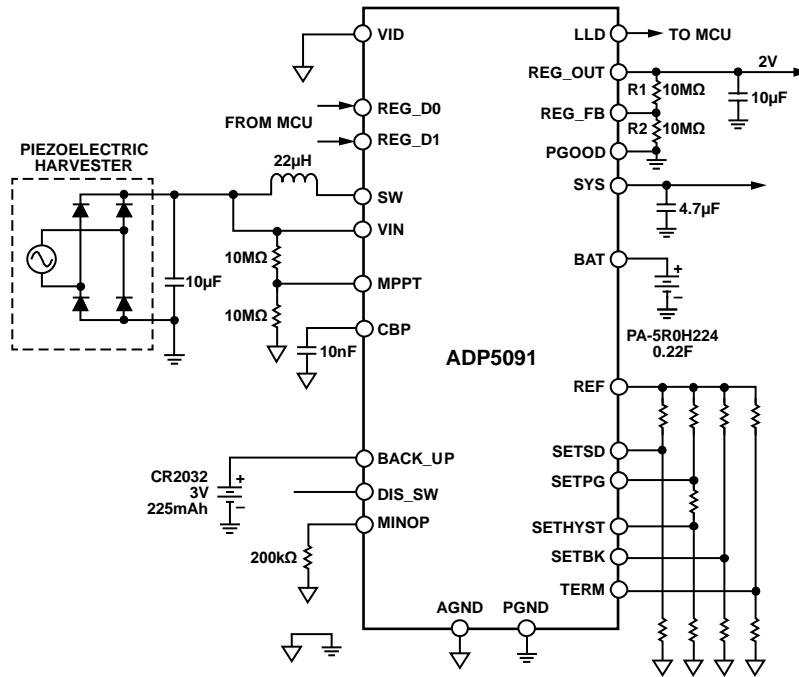 VID
LLD
TO MCU
REG_OUT
2V
R1
10MΩ
10µF
REG_D0
REG_FB
FROM MCU
R2
10MΩ
REG_D1
PGOOD
PIEZOELECTRIC
HARVESTER
22µH
SYS
SW
4.7µF
VIN
10MΩ
BAT
+
–
10µF
MPPT
10MΩ
CBP
PA-5R0H224
0.22F
10nF
ADP5091
REF
BACK_UP
SETSD
CR2032
3V
225mAh
+
–
DIS_SW
SETPG
MINOP
SETHYST
200kΩ
SETBK
TERM
AGND
PGND